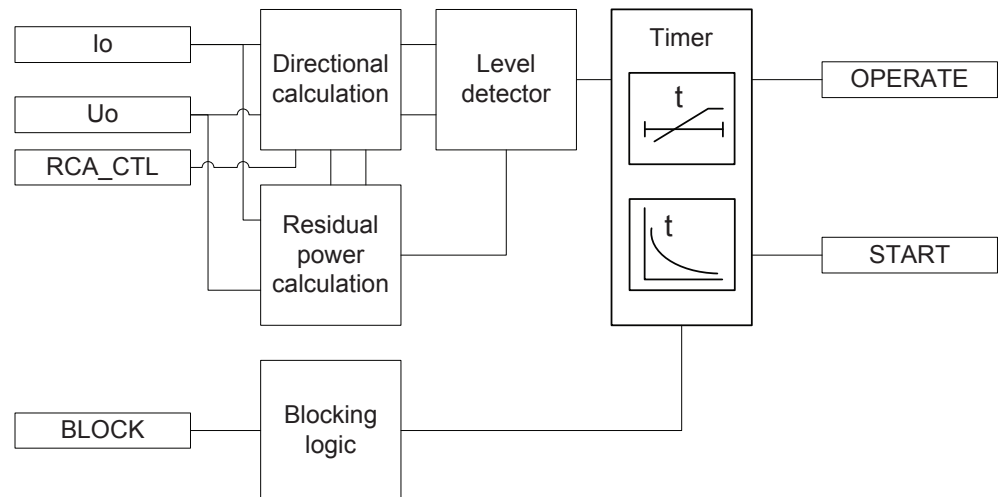 Io
Uo
RCA_CTL
BLOCK
Directional
calculation
Residual
power
calculation
Blocking
logic
Level
detector
Timer
t
t
OPERATE
START